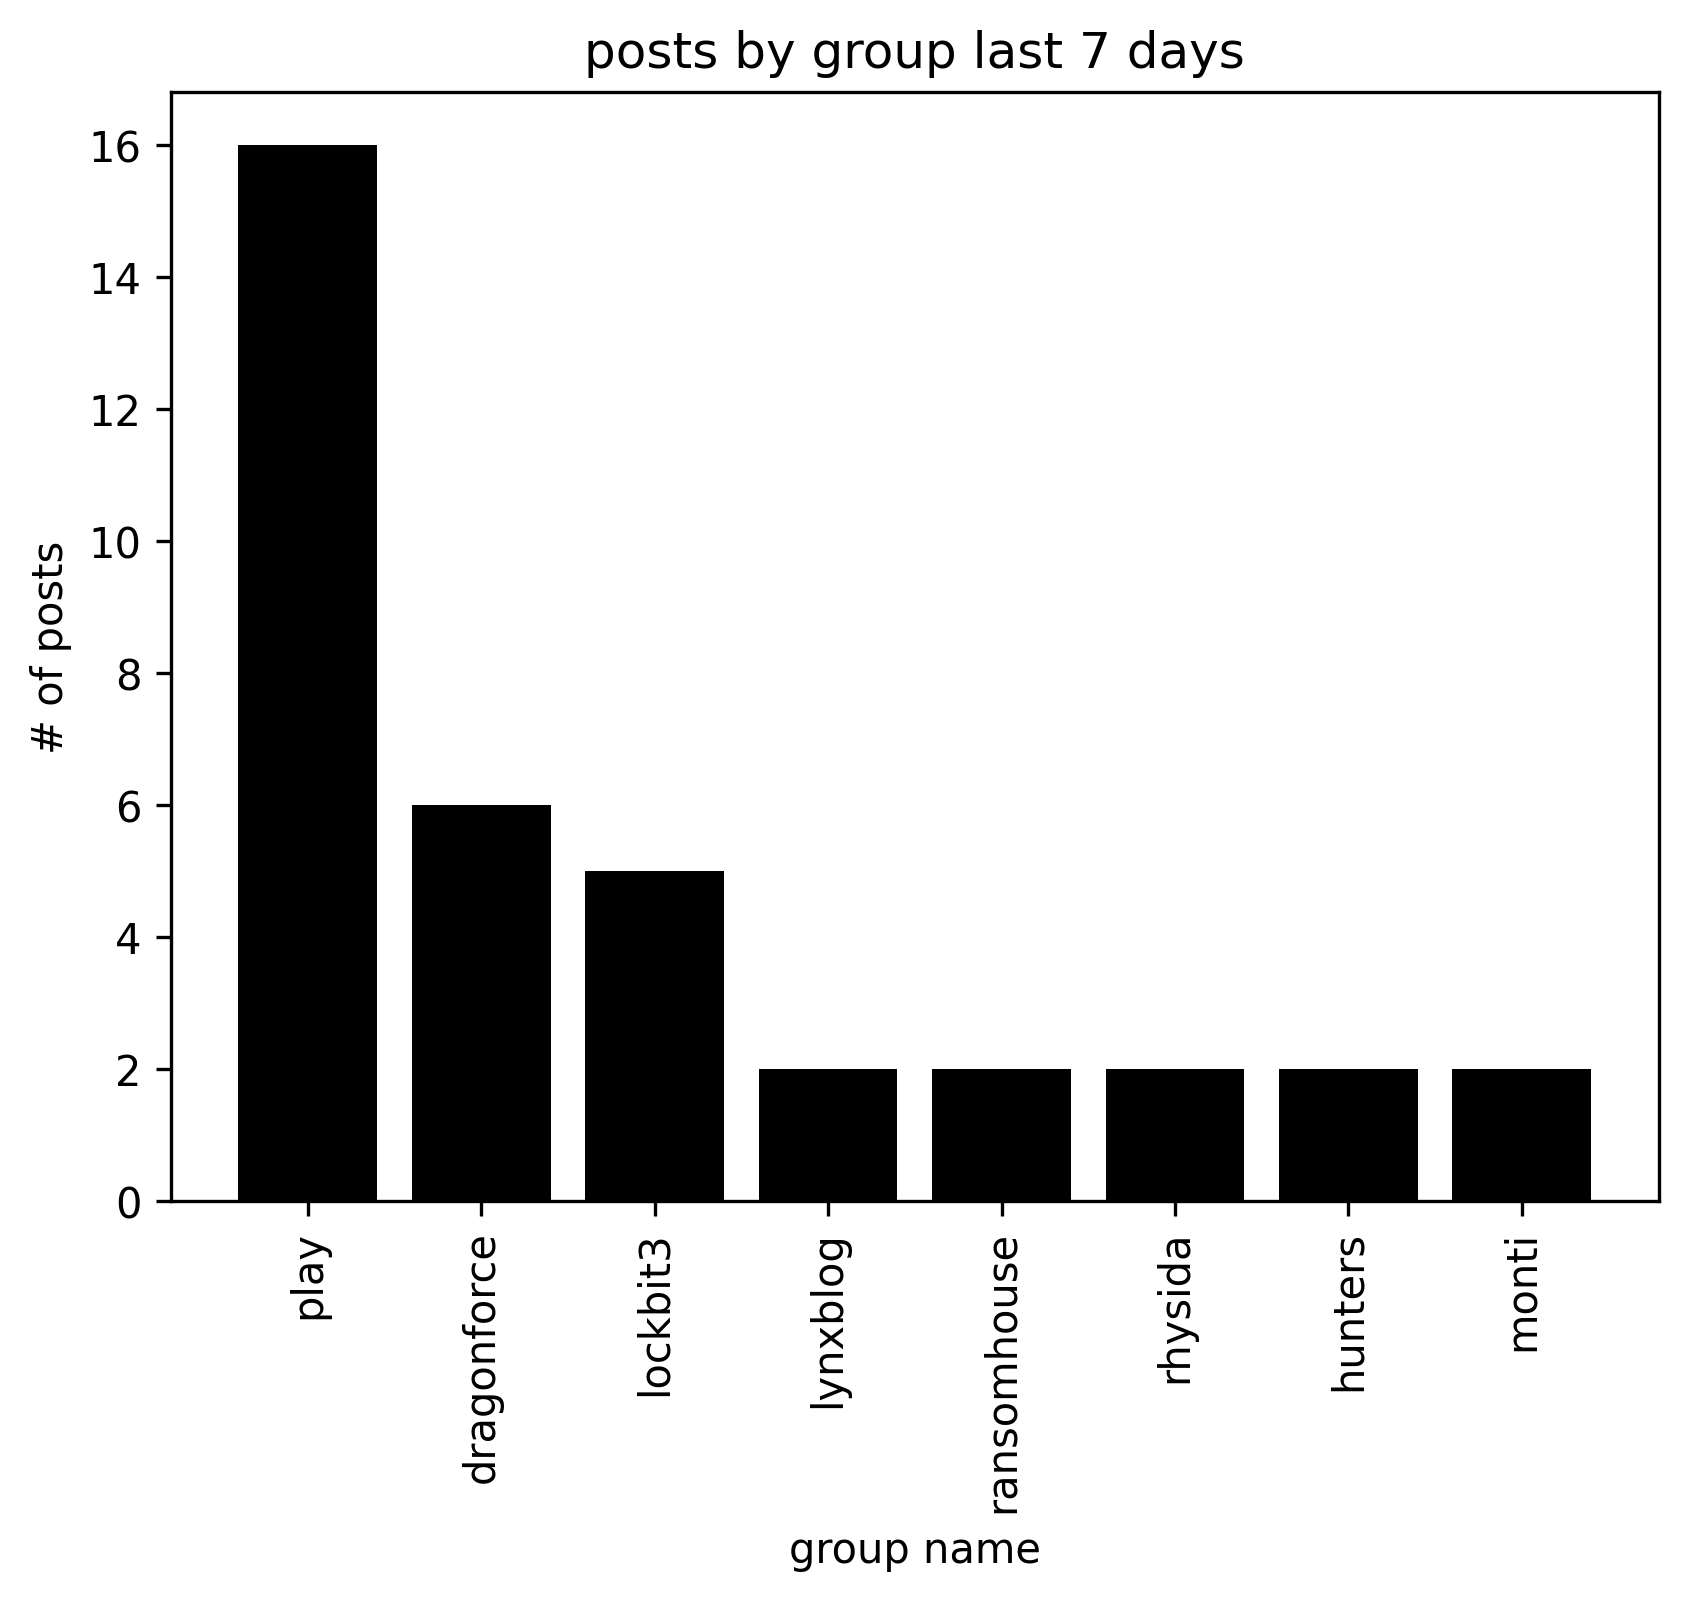 posts by group last 7 days
16
14
12
10
8
6
4
2
0
# of posts
play
dragonforce
lockbit3
lynxblog
ransomhouse
rhysida
hunters
monti
group name